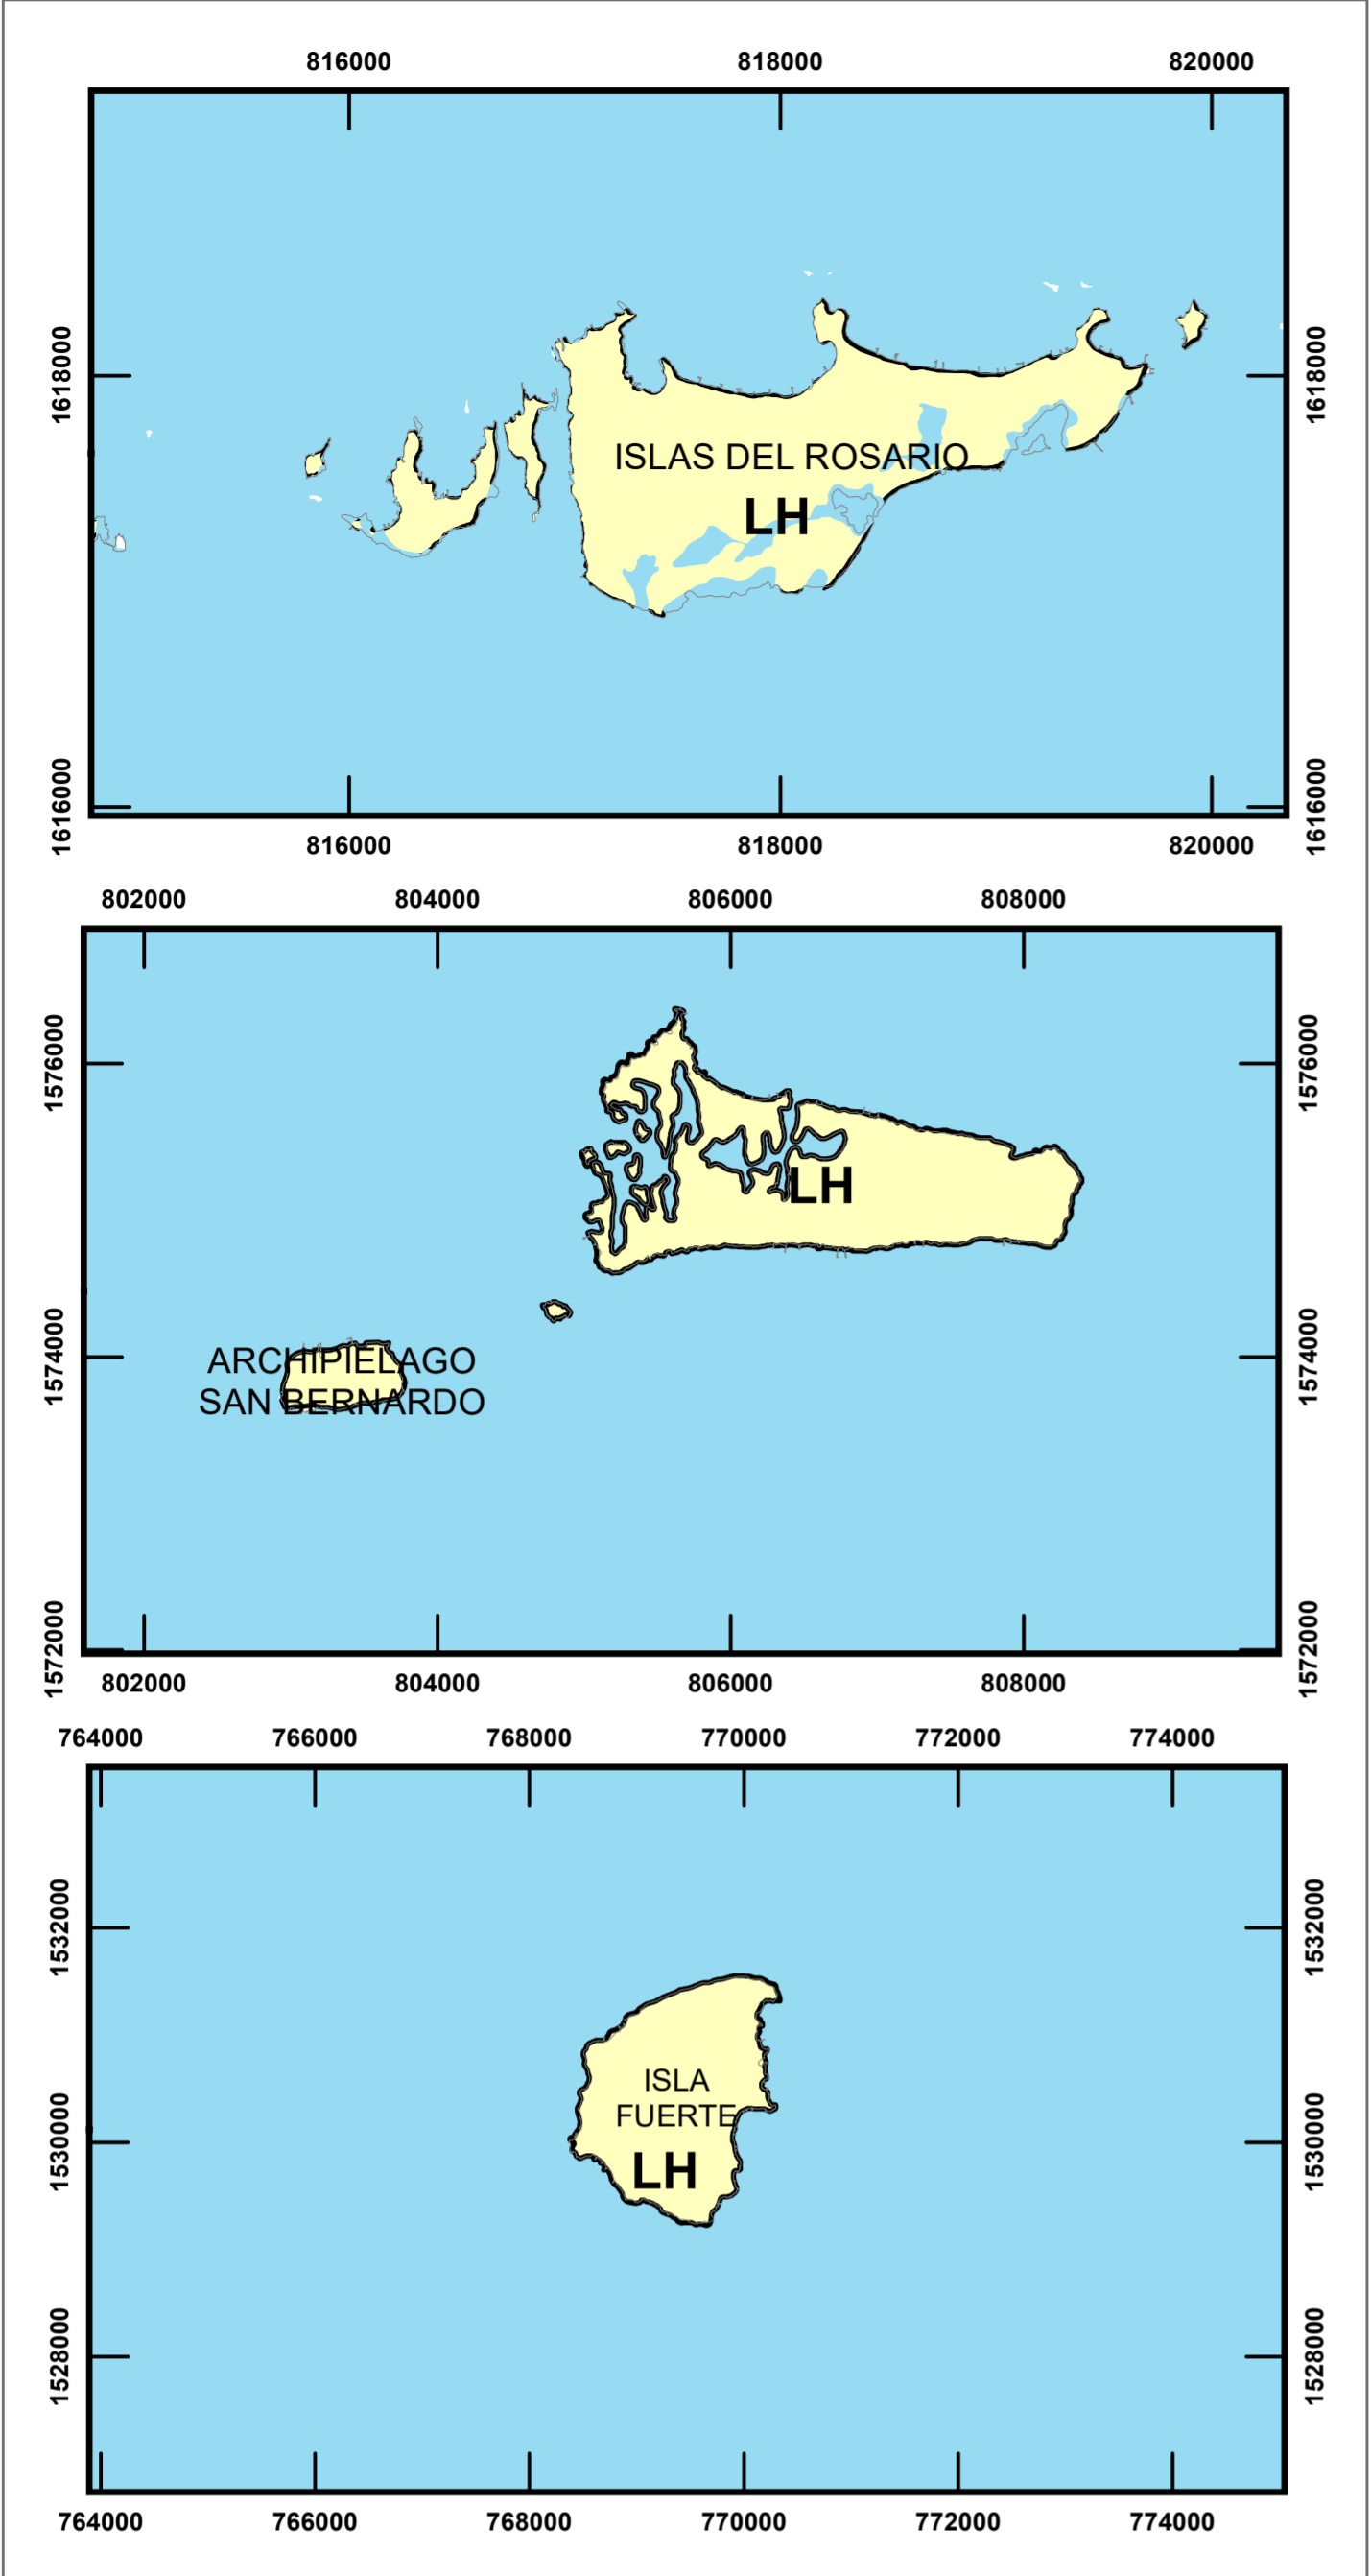 816000 818000 820000
1618000 1618000
ISLAS DEL ROSARIO
LH
1616000 1616000
816000 818000 820000
802000 804000 806000 808000
1576000 1576000
LH
1574000 1574000
ARCHIPIELAGO
SAN BERNARDO
1572000 1572000
802000 804000 806000 808000
764000 766000 768000 770000 772000 774000
1532000 1532000
ISLA
FUERTE
1530000 1530000
LH
1528000 1528000
764000 766000 768000 770000 772000 774000